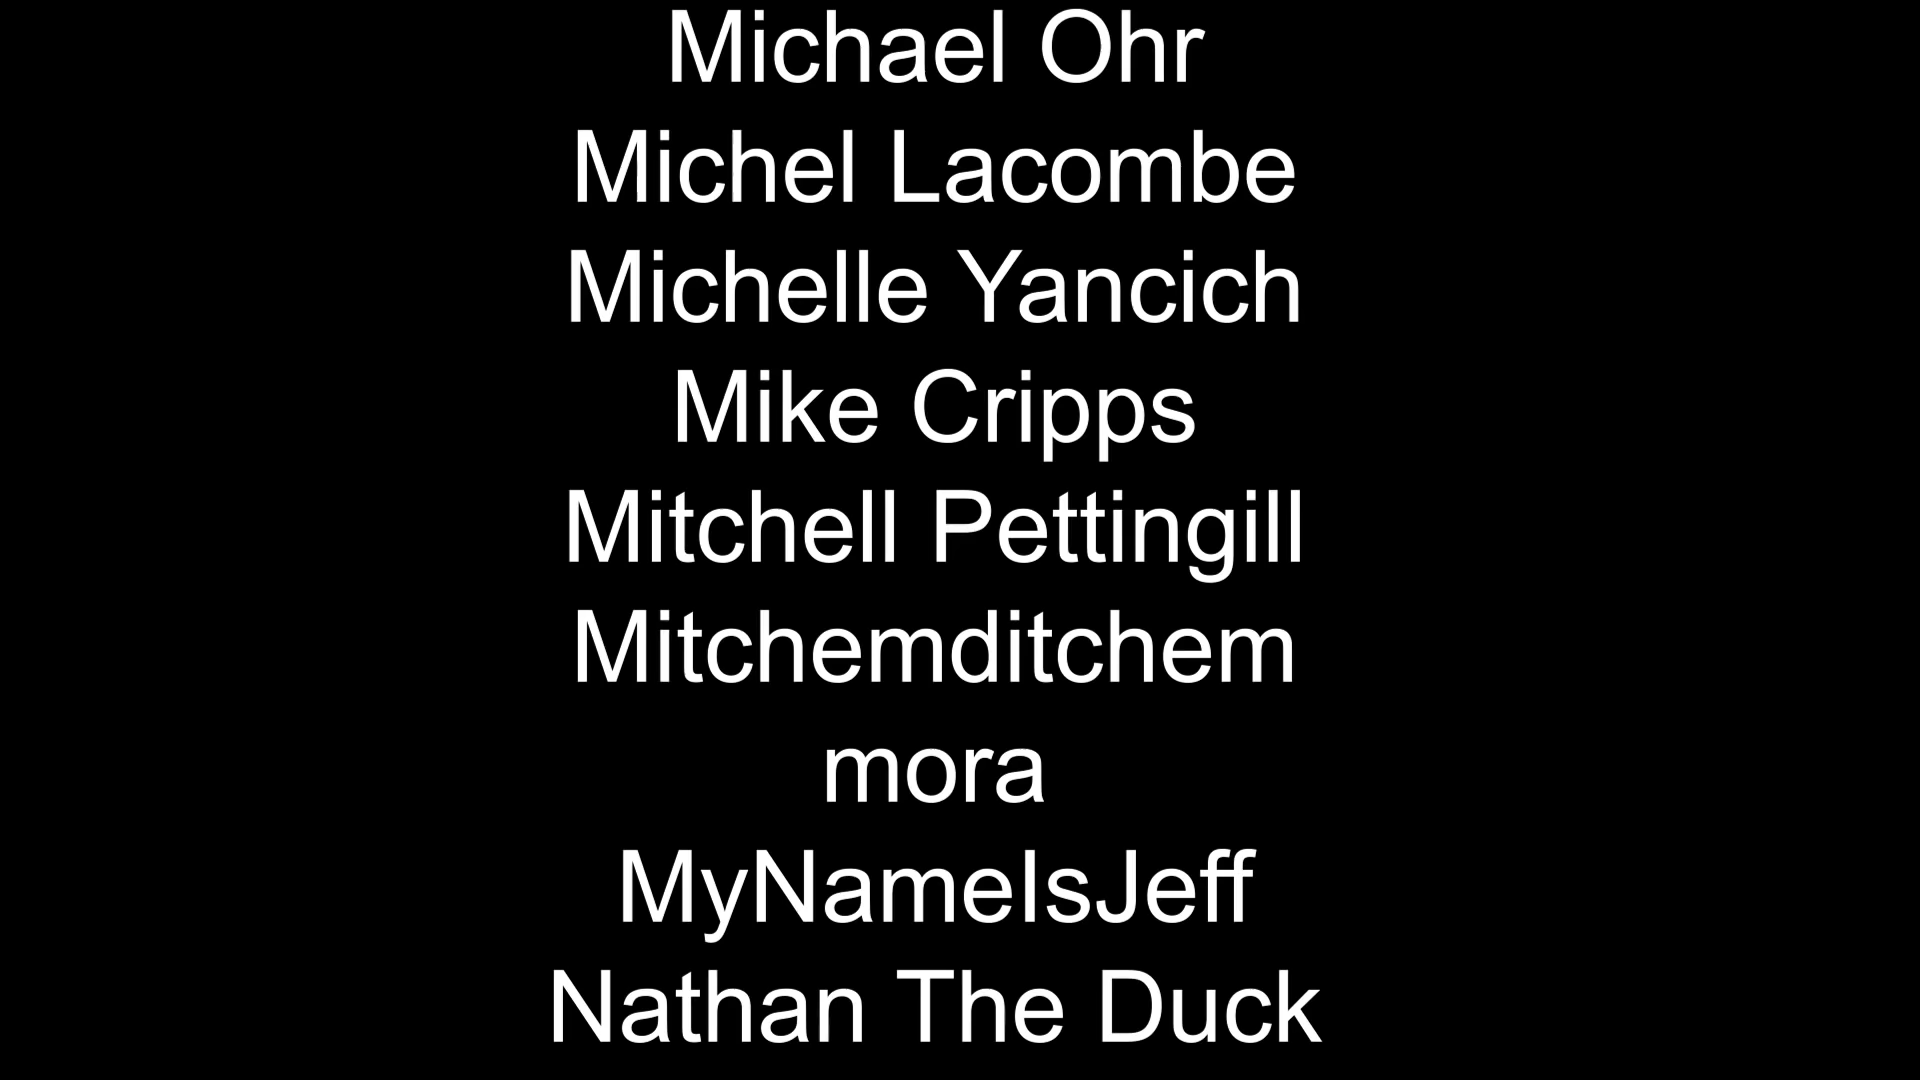 Michael Ohr
Michel Lacombe
Michelle Yancich
Mike Cripps
Mitchell Pettingill
Mitchemditchem
mora
MyNameIsJeff
Nathan The Duck